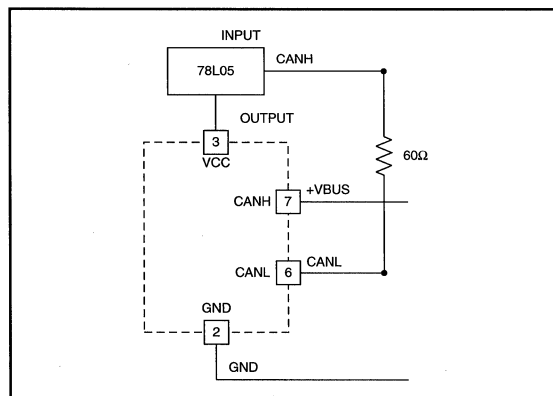 INPUT
78L05
CANH
OUTPUT
3
VCC
60Ω
CANH
7
+VBUS
CANL
6
CANL
GND
2
GND